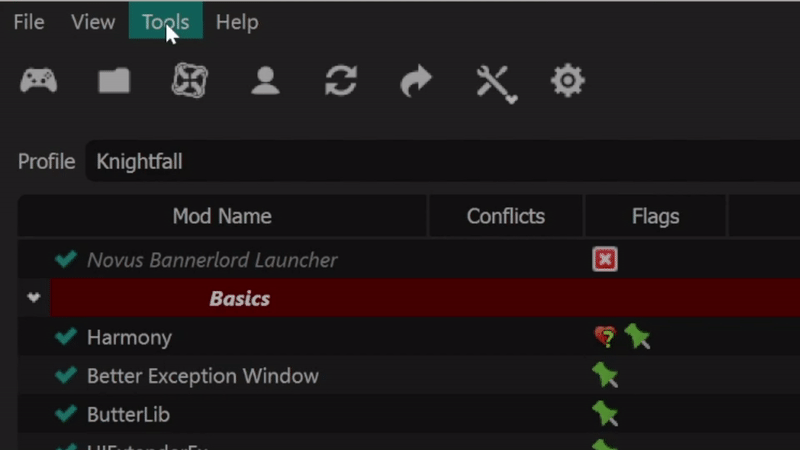 File View Tools Help
Profile Knightfall
Mod Name Conflicts Flags
Novus Bannerlord Launcher
Basics
Harmony
Better Exception Window
ButterLib